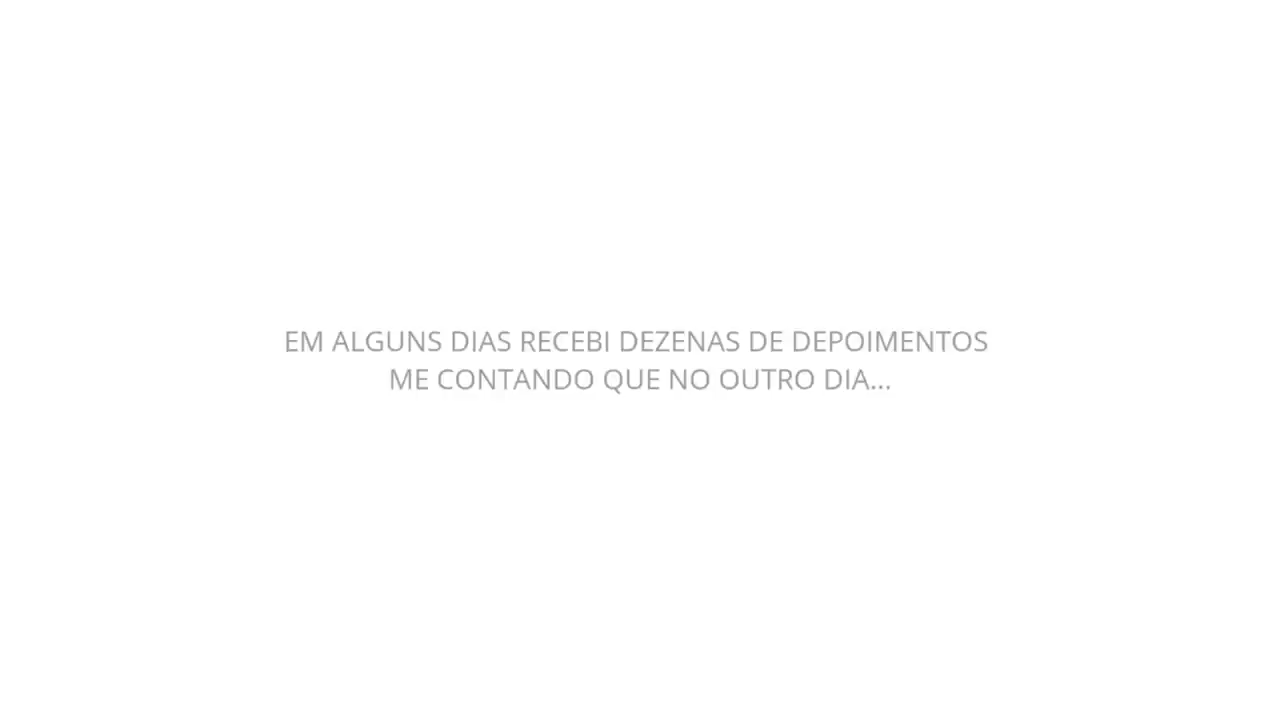 EM ALGUNS DIAS RECEBI DEZENAS DE DEPOIMENTOS
ME CONTANDO QUE NO OUTRO DIA...